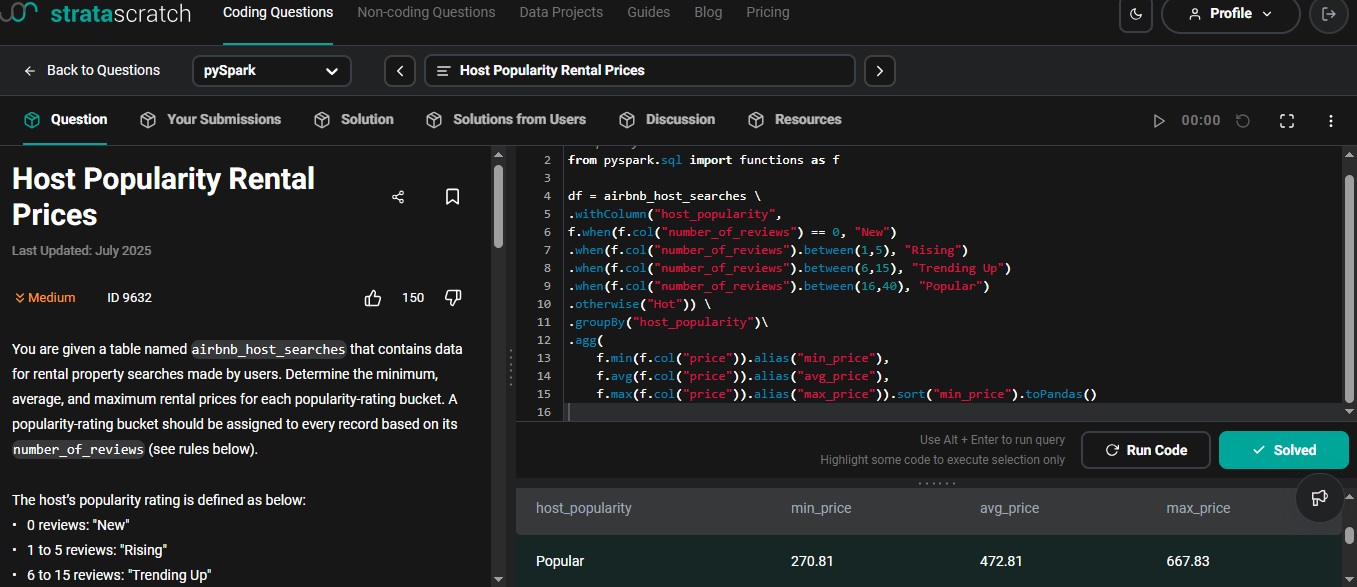 stratascratch
Coding Questions
Non-coding Questions
Data Projects
Guides
Blog
Pricing
Profile
Back to Questions
pySpark
Host Popularity Rental Prices
Question
Your Submissions
Solution
Solutions from Users
Discussion
Resources
00:00
Host Popularity Rental
Prices
Last Updated: July 2025
Medium
ID 9632
150
You are given a table named airbnb_host_searches that contains data
for rental property searches made by users. Determine the minimum,
average, and maximum rental prices for each popularity-rating bucket. A
popularity-rating bucket should be assigned to every record based on its
number_of_reviews (see rules below).
The host's popularity rating is defined as below:
• 0 reviews: "New"
• 1 to 5 reviews: "Rising"
• 6 to 15 reviews: "Trending Up"
2 from pyspark.sql import functions as f
3
4 df = airbnb_host_searches \
5 .withColumn("host_popularity",
6 f.when(f.col("number_of_reviews") == 0, "New")
7 .when(f.col("number_of_reviews").between(1,5), "Rising")
8 .when(f.col("number_of_reviews").between(6,15), "Trending Up")
9 .when(f.col("number_of_reviews").between(16,40), "Popular")
10 .otherwise("Hot")) \
11 .groupBy("host_popularity")\
12 .agg(
13 f.min(f.col("price")).alias("min_price"),
14 f.avg(f.col("price")).alias("avg_price"),
15 f.max(f.col("price")).alias("max_price")).sort("min_price").toPandas()
16
Use Alt + Enter to run query
Highlight some code to execute selection only
Run Code
Solved
host_popularity min_price avg_price max_price
Popular 270.81 472.81 667.83